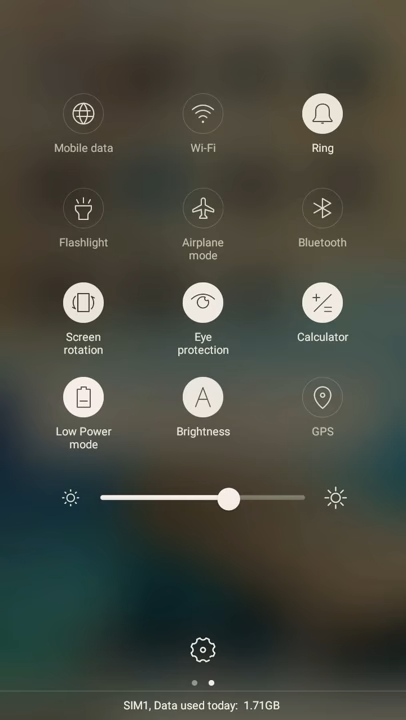 Mobile data
Wi-Fi
Ring
Flashlight
Airplane
mode
Bluetooth
Screen
rotation
Eye
protection
Calculator
Low Power
mode
Brightness
GPS
SIM1, Data used today: 1.71GB